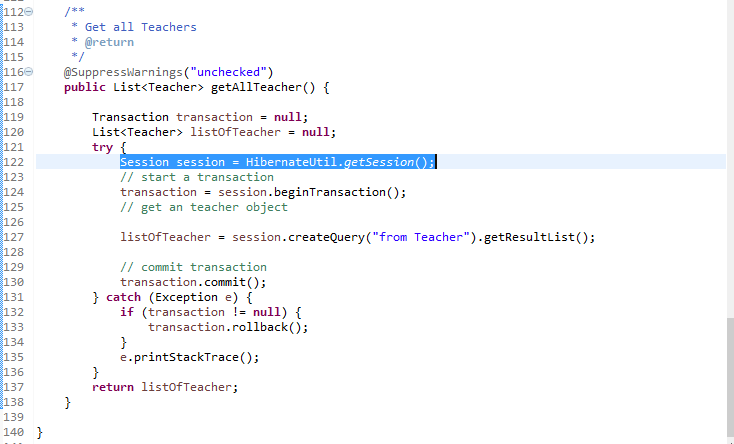 112 /**
113 * Get all Teachers
114 * @return
115 */
116 @SuppressWarnings("unchecked")
117 public List<Teacher> getAllTeacher() {
118
119 Transaction transaction = null;
120 List<Teacher> listOfTeacher = null;
121 try {
122 Session session = HibernateUtil.getSession();
123 // start a transaction
124 transaction = session.beginTransaction();
125 // get an teacher object
126
127 listOfTeacher = session.createQuery("from Teacher").getResultList();
128
129 // commit transaction
130 transaction.commit();
131 } catch (Exception e) {
132 if (transaction != null) {
133 transaction.rollback();
134 }
135 e.printStackTrace();
136 }
137 return listOfTeacher;
138 }
139
140 }